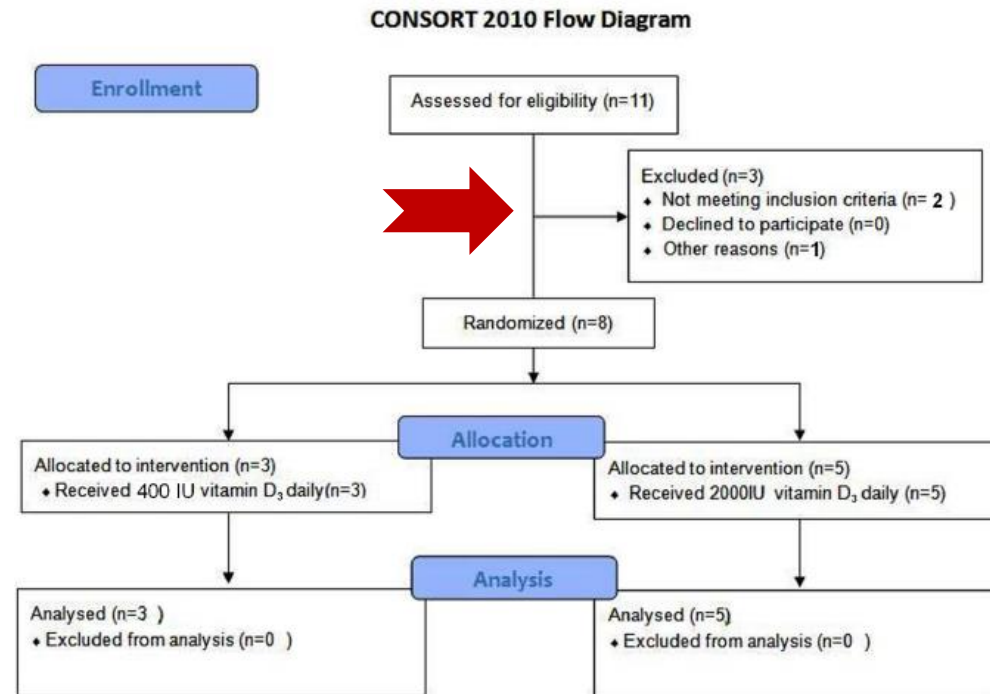 CONSORT 2010 Flow Diagram
Enrollment
Assessed for eligibility (n=11)
Excluded (n=3)
⬥ Not meeting inclusion criteria (n= 2 )
⬥ Declined to participate (n=0)
⬥ Other reasons (n=1)
Randomized (n=8)
Allocation
Allocated to intervention (n=3)
⬥ Received 400 IU vitamin D₃ daily(n=3)
Allocated to intervention (n=5)
⬥ Received 2000IU vitamin D₃ daily (n=5)
Analysis
Analysed (n=3 )
⬥ Excluded from analysis (n=0 )
Analysed (n=5)
⬥ Excluded from analysis (n=0 )